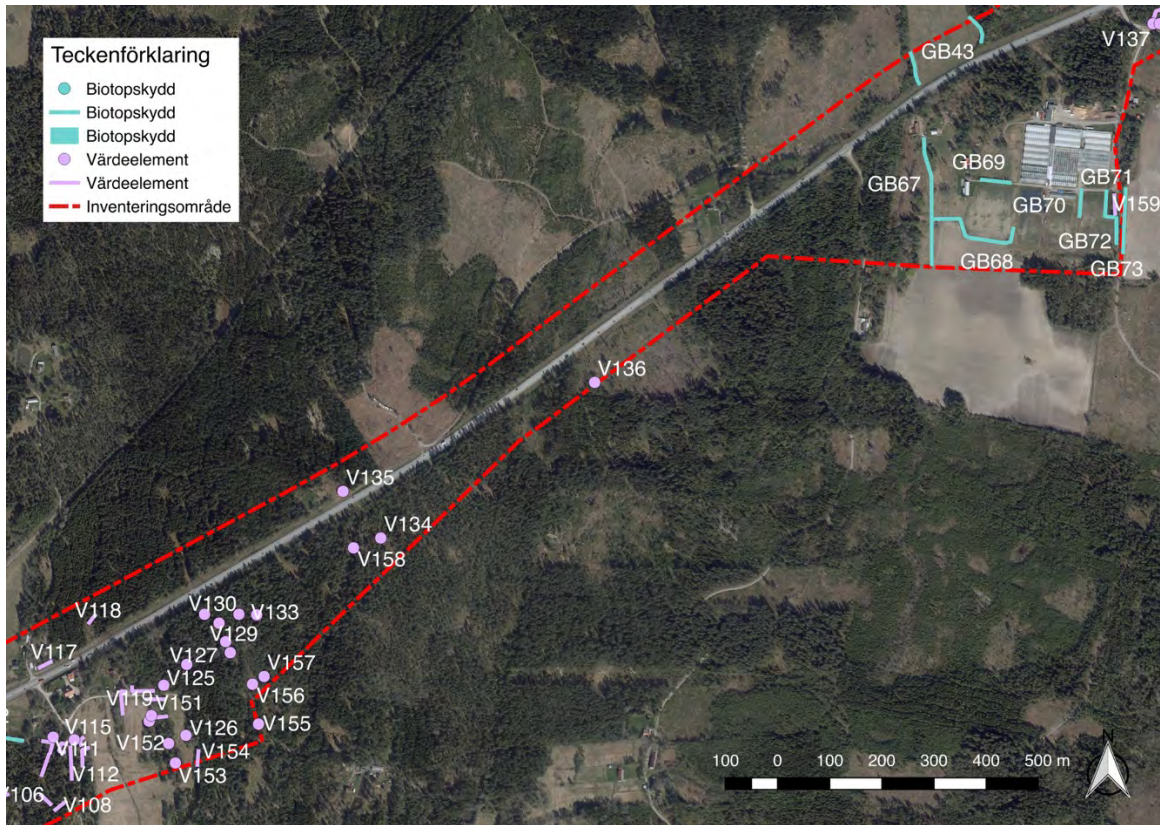 Teckenförklaring
Biotopskydd
Biotopskydd
Biotopskydd
Värdeelement
Värdeelement
Inventeringsområde
V137
GB43
GB69
GB71
GB67
GB70
V159
GB72
GB68
GB73
V136
V135
V134
V158
V118
V130
V133
V129
V117
V127
V157
V125
V156
V119
V151
V155
V115
V126
V152
V111
V154
V153
V112
V106
V108
N
100 0 100 200 300 400 500 m